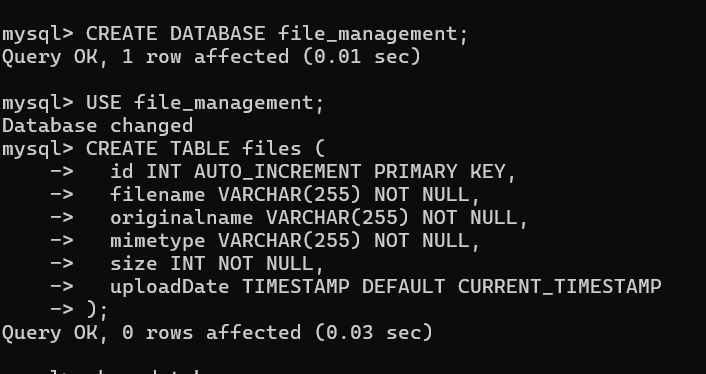 mysql> CREATE DATABASE file_management;
Query OK, 1 row affected (0.01 sec)
mysql> USE file_management;
Database changed
mysql> CREATE TABLE files (
    ->   id INT AUTO_INCREMENT PRIMARY KEY,
    ->   filename VARCHAR(255) NOT NULL,
    ->   originalname VARCHAR(255) NOT NULL,
    ->   mimetype VARCHAR(255) NOT NULL,
    ->   size INT NOT NULL,
    ->   uploadDate TIMESTAMP DEFAULT CURRENT_TIMESTAMP
    -> );
Query OK, 0 rows affected (0.03 sec)